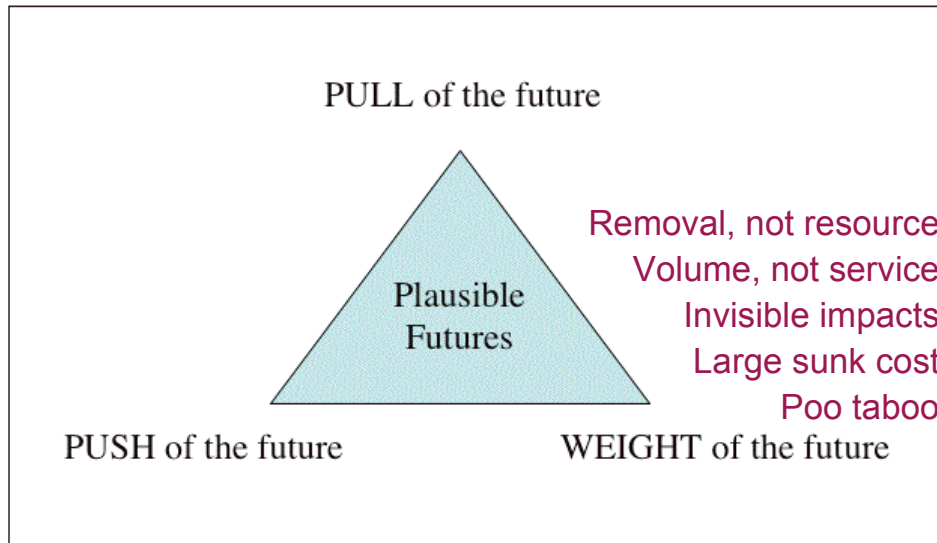 PULL of the future
Removal, not resource
Volume, not service
Plausible
Futures
Invisible impacts
Large sunk cost
Poo taboo
PUSH of the future
WEIGHT of the future